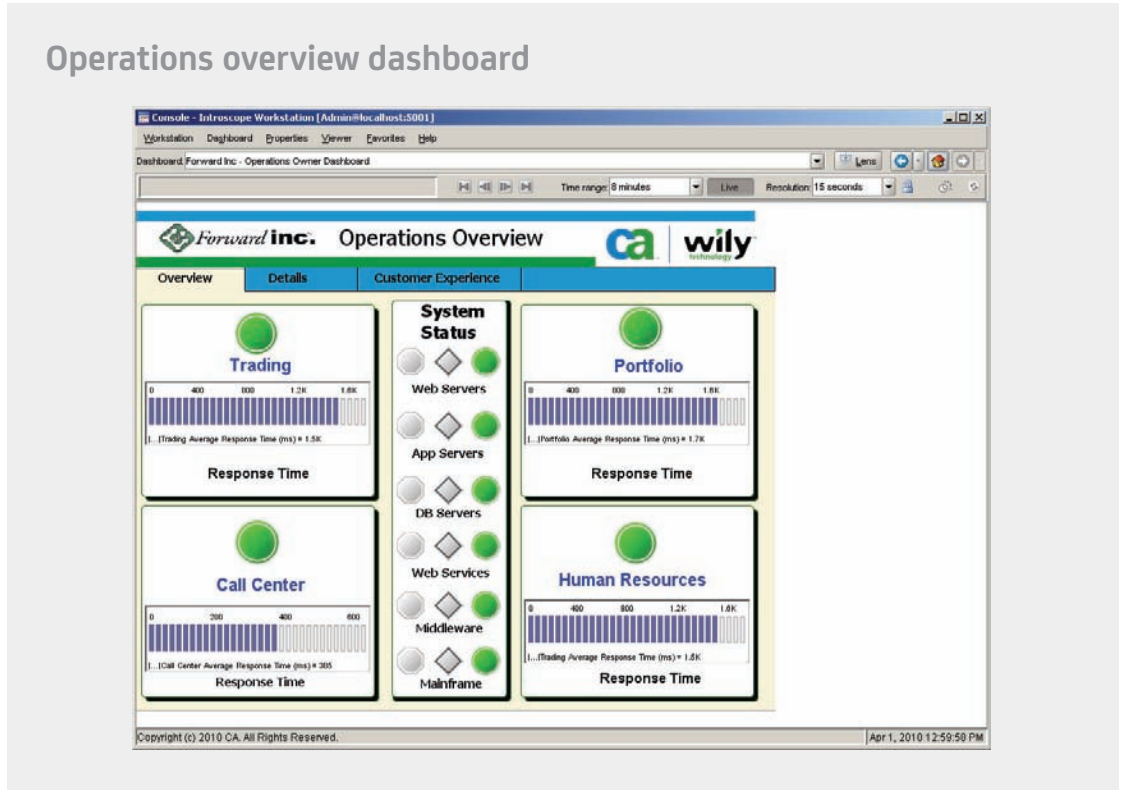 Operations overview dashboard
Console - Introscope Workstation [Admin@localhost:5001]
Workstation Dashboard Properties Viewer Favorites Help
Dashboard: Forward Inc - Operations Owner Dashboard
Lens
Time range: 8 minutes
Live
Resolution: 15 seconds
Forward inc.
Operations Overview
ca
wily
technology
Overview
Details
Customer Experience
Trading
0 400 800 1.2K 1.6K
|...|Trading Average Response Time (ms) = 1.5K
Response Time
System
Status
Web Servers
App Servers
DB Servers
Web Services
Middleware
Mainframe
Portfolio
0 400 800 1.2K 1.6K
|...|Portfolio Average Response Time (ms) = 1.7K
Response Time
Call Center
0 200 400 600
|...|Call Center Average Response Time (ms) = 305
Response Time
Human Resources
0 400 800 1.2K 1.6K
|...|Trading Average Response Time (ms) =
Response Time
Copyright (c) 2010 CA. All Rights Reserved.
Apr 1, 2010 12:59:58 PM